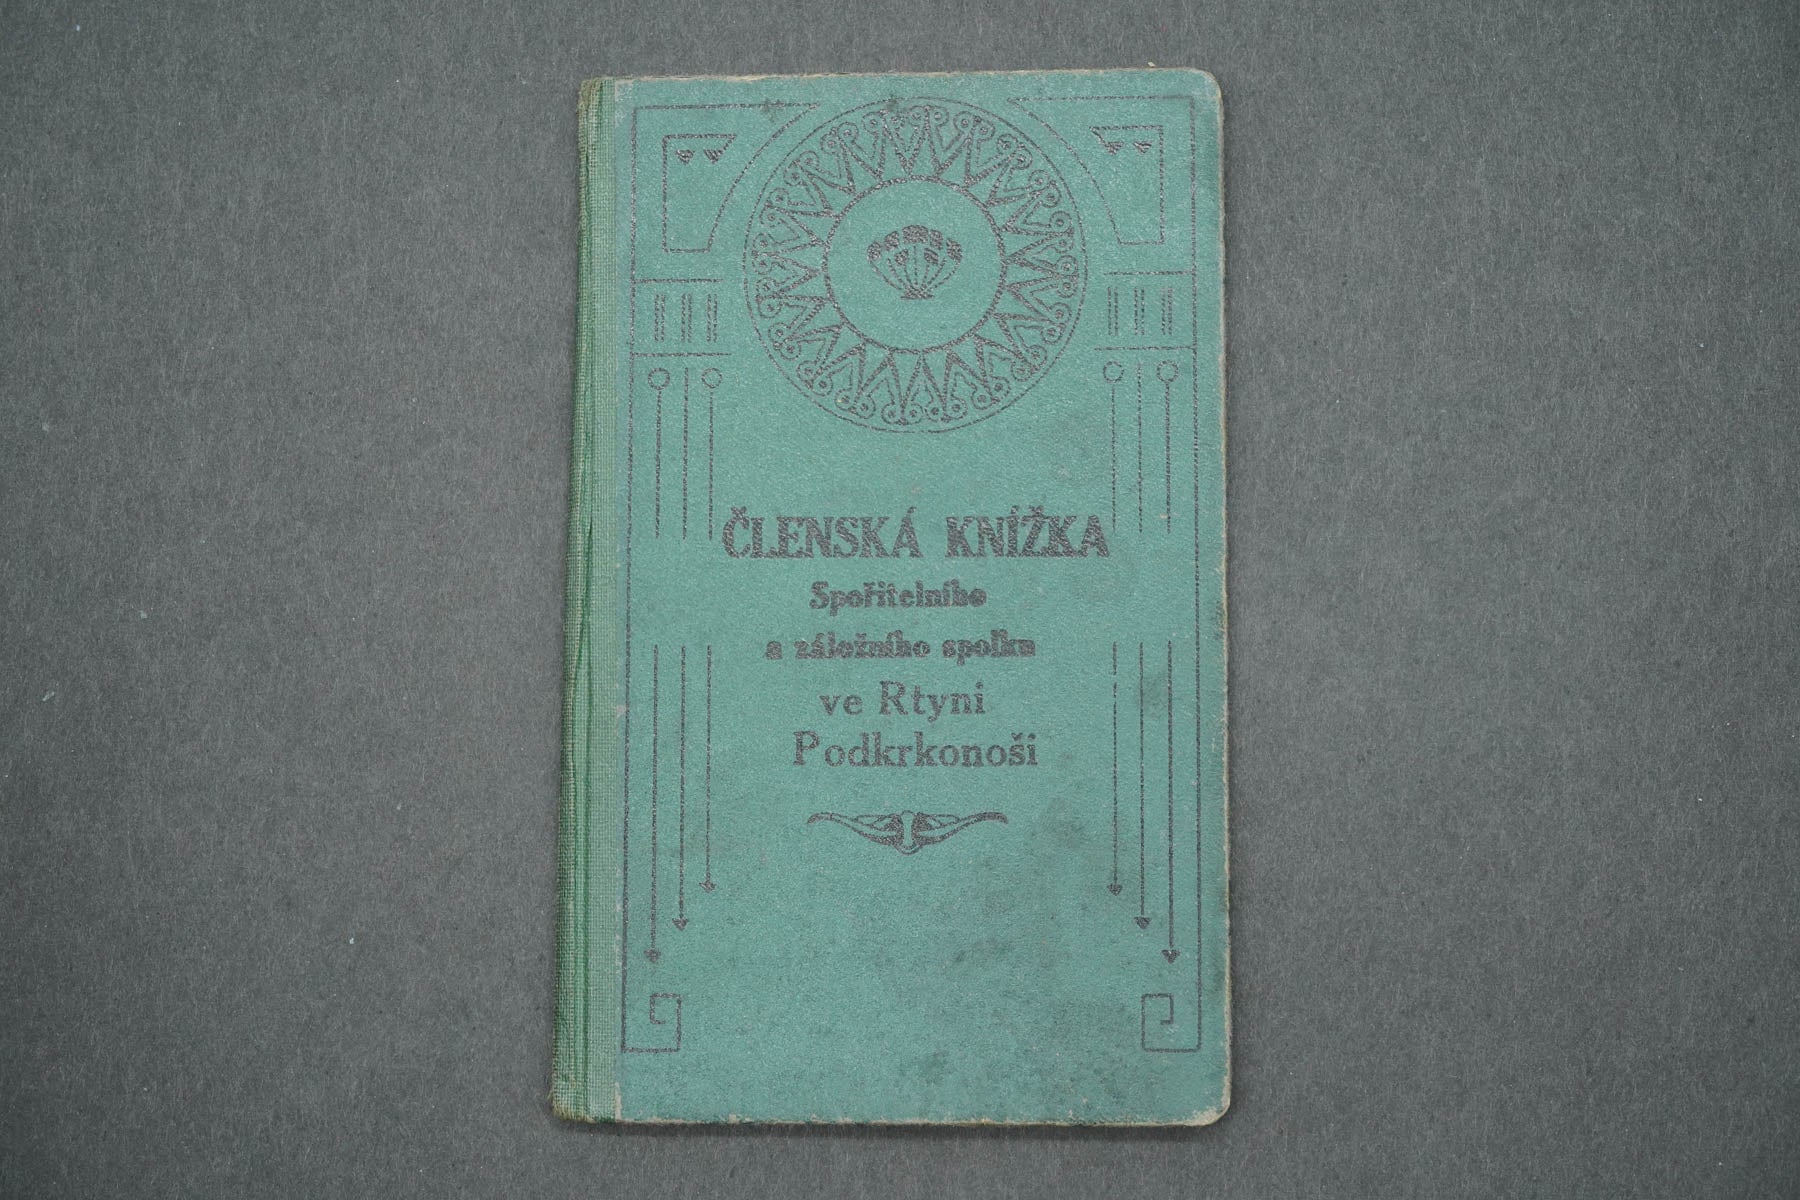 ČLENSKÁ KNÍŽKA
Spořitelního
a záložního spolku
ve Rtyni
Podkrkonoší